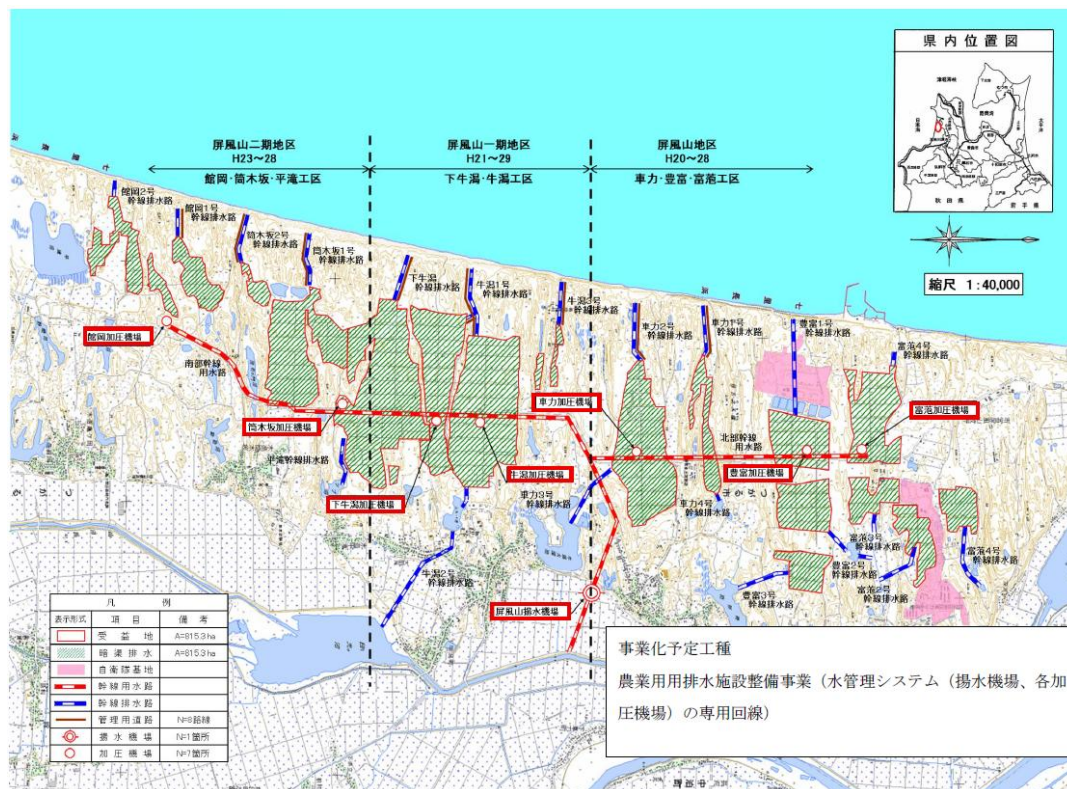 県内位置図
秋田県
岩手県
縮尺 1:40,000
屏風山二期地区
H23～28
館岡・筒木坂・平滝工区
屏風山一期地区
H21～29
下牛潟・牛潟工区
屏風山地区
H20～28
車力・豊富・富萢工区
館岡2号
幹線排水路
館岡1号
幹線排水路
筒木坂2号
幹線排水路
筒木坂1号
幹線排水路
下牛潟
幹線排水路
牛潟1号
幹線排水路
牛潟3号
幹線排水路
車力2号
幹線排水路
車力1号
幹線排水路
豊富1号
幹線排水路
富萢4号
幹線排水路
館岡加圧機場
南部幹線
用水路
筒木坂加圧機場
平滝幹線排水路
下牛潟加圧機場
牛潟加圧機場
車力加圧機場
北部幹線
用水路
豊富加圧機場
富萢加圧機場
車力3号
幹線排水路
車力4号
幹線排水路
牛潟2号
幹線排水路
屏風山揚水機場
富萢3号
幹線排水路
豊富2号
幹線排水路
富萢2号
幹線排水路
富萢4号
幹線排水路
豊富3号
幹線排水路
凡例
表示形式 項目 備考
受益地 A=815.3ha
暗渠排水 A=815.3ha
自衛隊基地
幹線用水路
幹線排水路
管理用道路 N=8路線
揚水機場 N=1箇所
加圧機場 N=7箇所
事業化予定工種
農業用用排水施設整備事業（水管理システム（揚水機場、各加
圧機場）の専用回線）